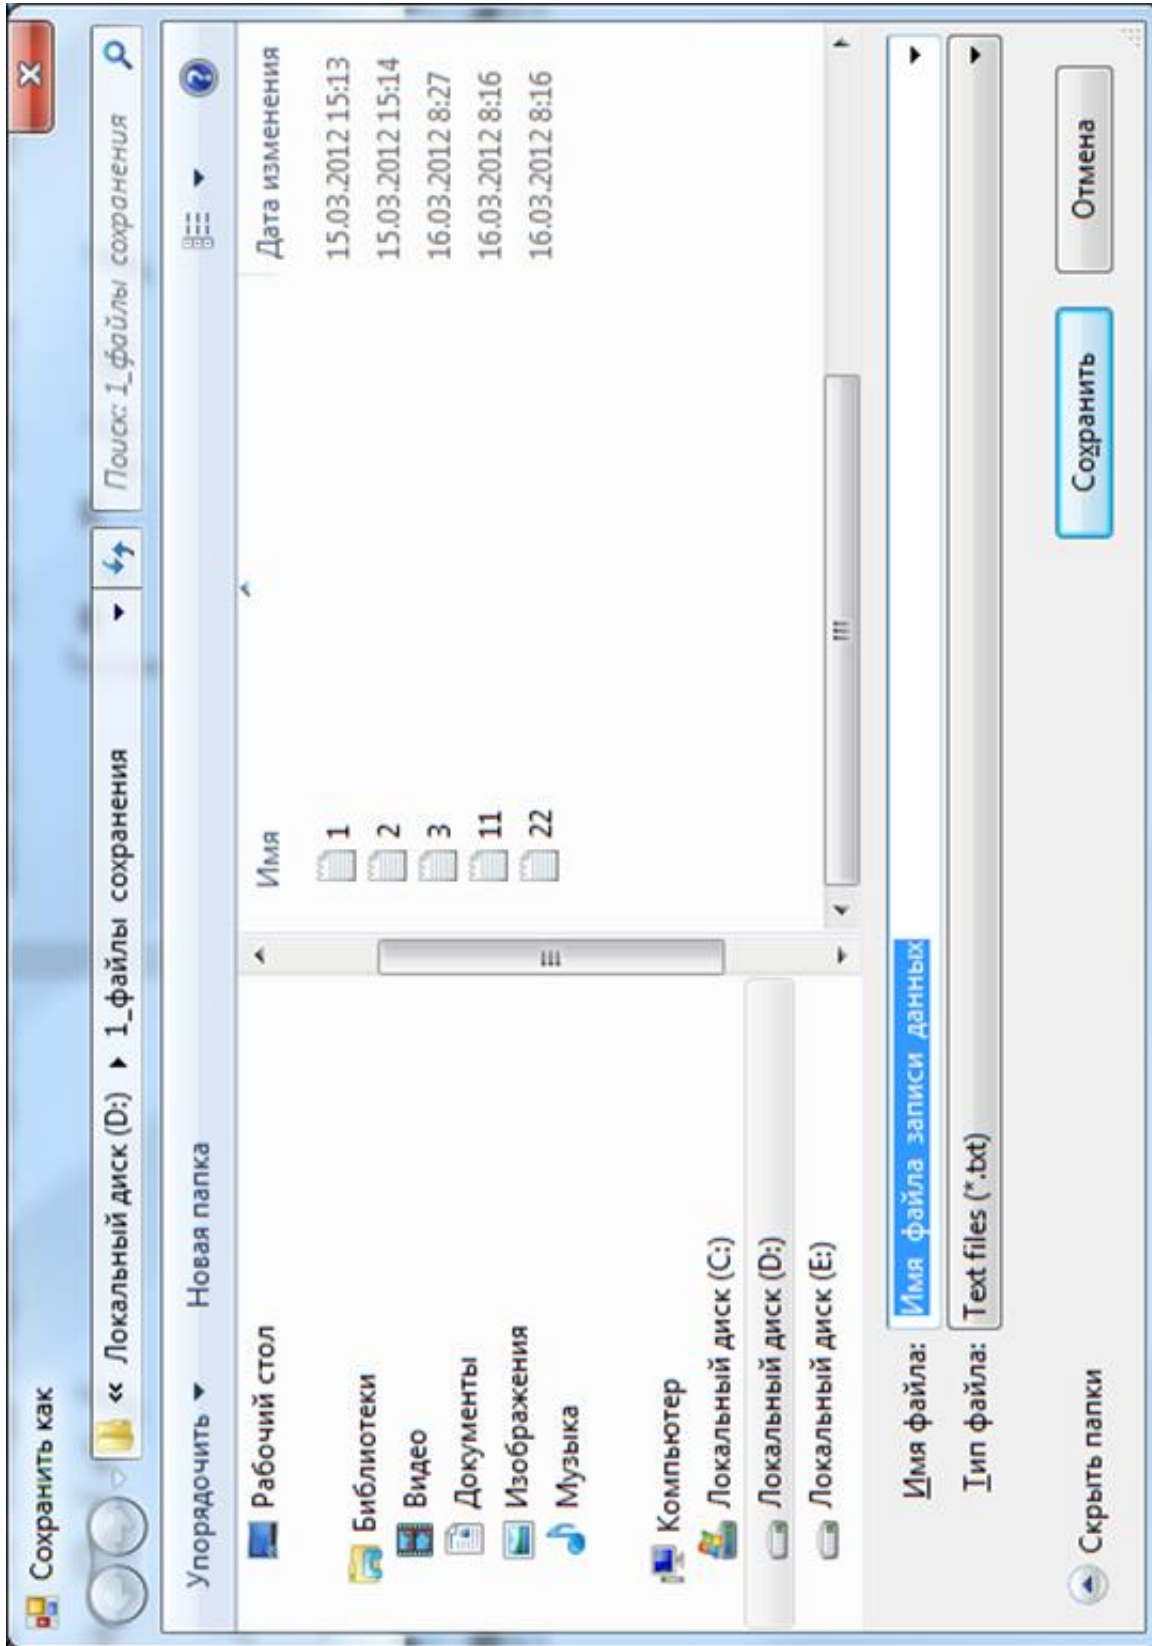 Сохранить как
« Локальный диск (D:) 1_файлы сохранения
Поиск: 1_файлы сохранения
Упорядочить Новая папка
Рабочий стол
Библиотеки
Видео
Документы
Изображения
Музыка
Компьютер
Локальный диск (C:)
Локальный диск (D:)
Локальный диск (E:)
Имя Дата изменения
1 15.03.2012 15:13
2 15.03.2012 15:14
3 16.03.2012 8:27
11 16.03.2012 8:16
22 16.03.2012 8:16
Имя файла: Имя файла записи данных
Тип файла: Text files (*.txt)
Скрыть папки Сохранить Отмена